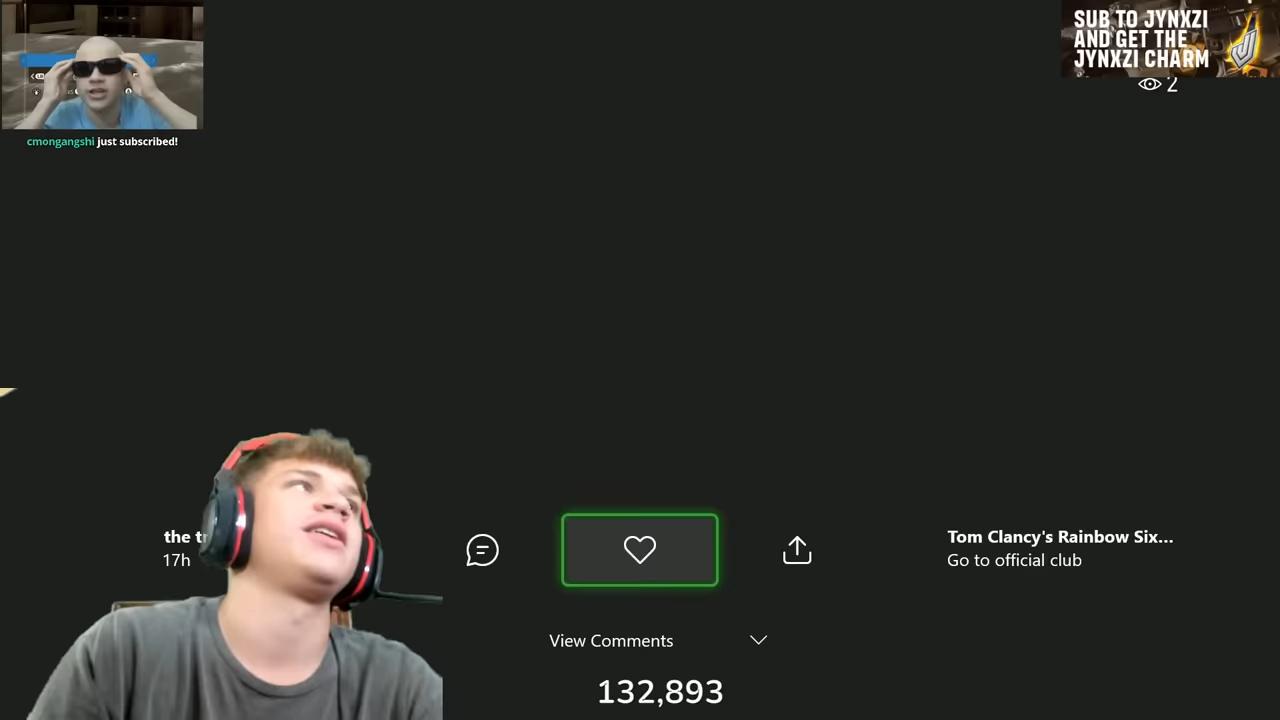 SUB TO JYNXZI
AND GET THE
JYNXZI CHARM
2
cmongangshi just subscribed!
the
17h
Tom Clancy's Rainbow Six...
Go to official club
View Comments
132,893